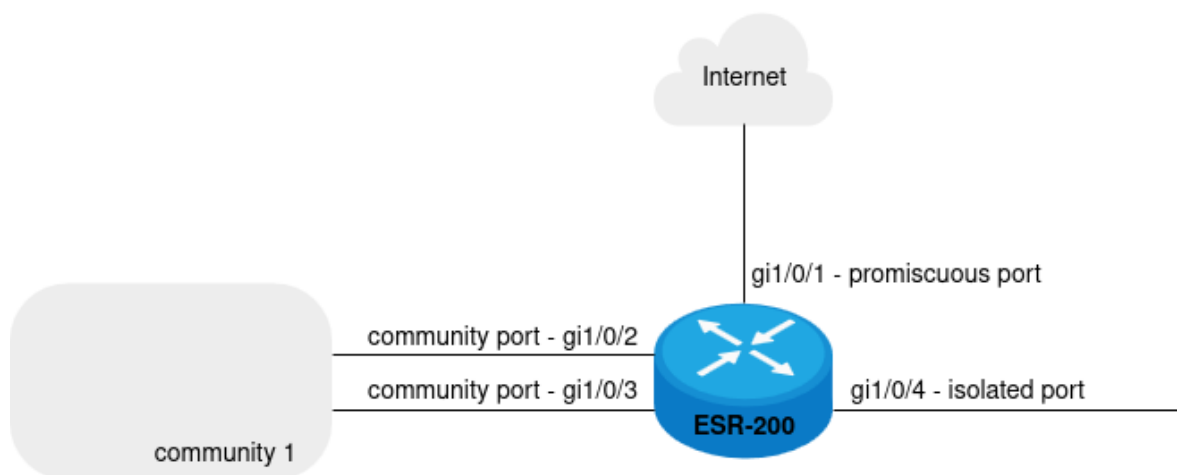 Internet
gi1/0/1 - promiscuous port
community port - gi1/0/2
community port - gi1/0/3
gi1/0/4 - isolated port
ESR-200
community 1